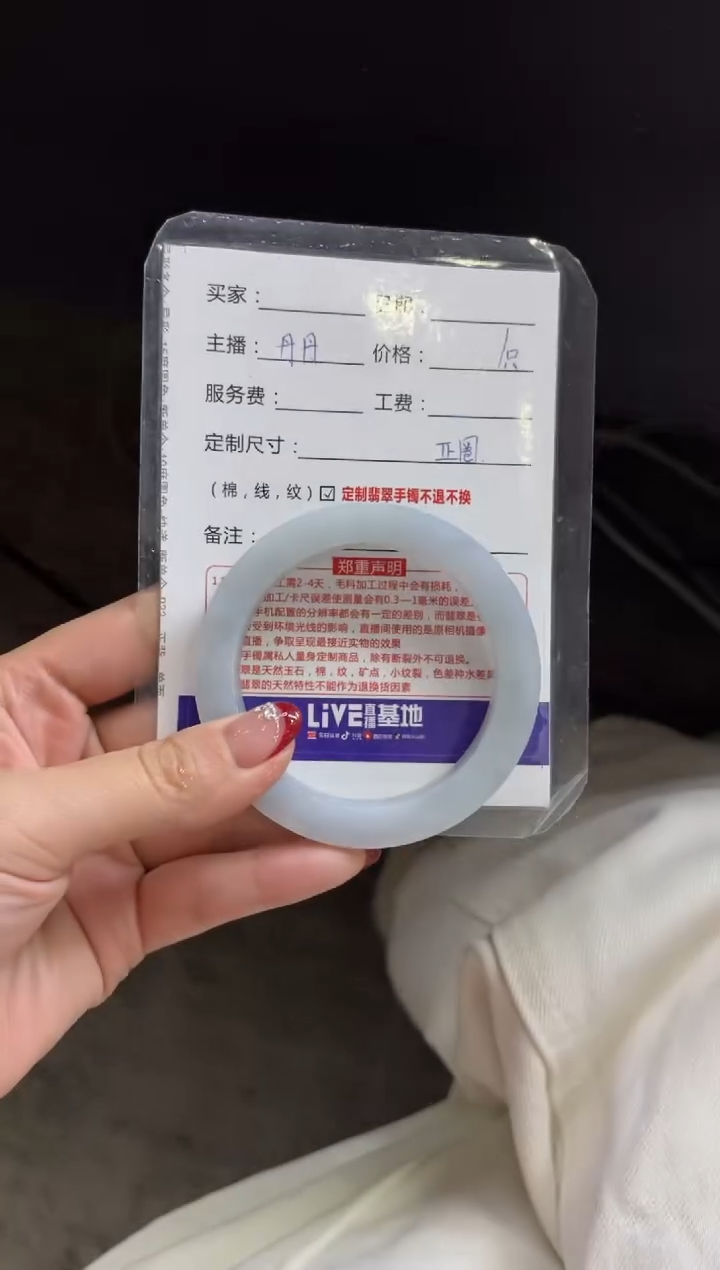 买家：
主播：丹丹 价格：1只
服务费： 工费：
定制尺寸： 正圈
（棉，线，纹）☑ 定制翡翠手镯不退不换
备注：
郑重声明
工需2-4天，毛料加工过程中会有损耗，
加工/卡尺误差使测量会有0.3—1毫米的误差。
手机配置的分辨率都会有一定的差别，而翡翠是
受到环境光线的影响，直播间使用的是原相机摄像
直播，争取呈现最接近实物的效果
手镯属私人量身定制商品，除有断裂外不可退换。
翠是天然玉石，棉，纹，矿点，小纹裂，色差种水差
翡翠的天然特性不能作为退换货因素
LiVE直播基地